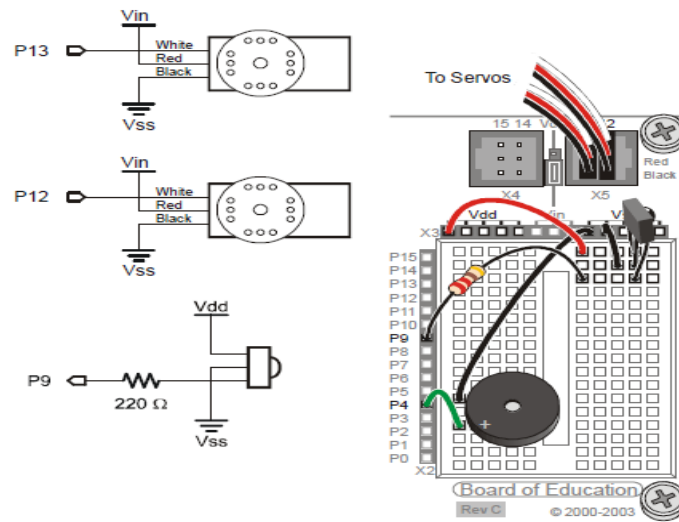 Vin
P13
White
Red
Black
Vss
Vin
P12
White
Red
Black
Vss
Vdd
P9
220 Ω
Vss
To Servos
15 14
Red
Black
X4
X5
Vdd
Vin
X3
P15
P14
P13
P12
P11
P10
P9
P8
P7
P6
P5
P4
P3
P2
P1
P0
X2
+
Board of Education
Rev C
© 2000-2003